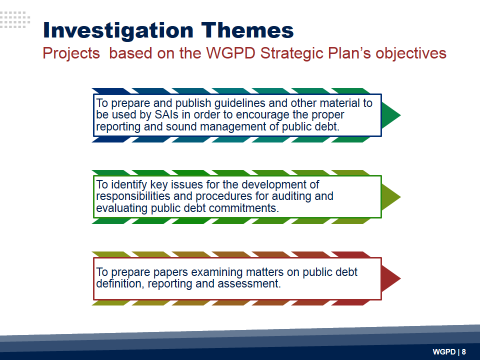 Investigation Themes
Projects  based on the WGPD Strategic Plan's objectives
To prepare and publish guidelines and other material to
be used by SAIs in order to encourage the proper
reporting and sound management of public debt.
To identify key issues for the development of
responsibilities and procedures for auditing and
evaluating public debt commitments.
To prepare papers examining matters on public debt
definition, reporting and assessment.
WGPD | 8